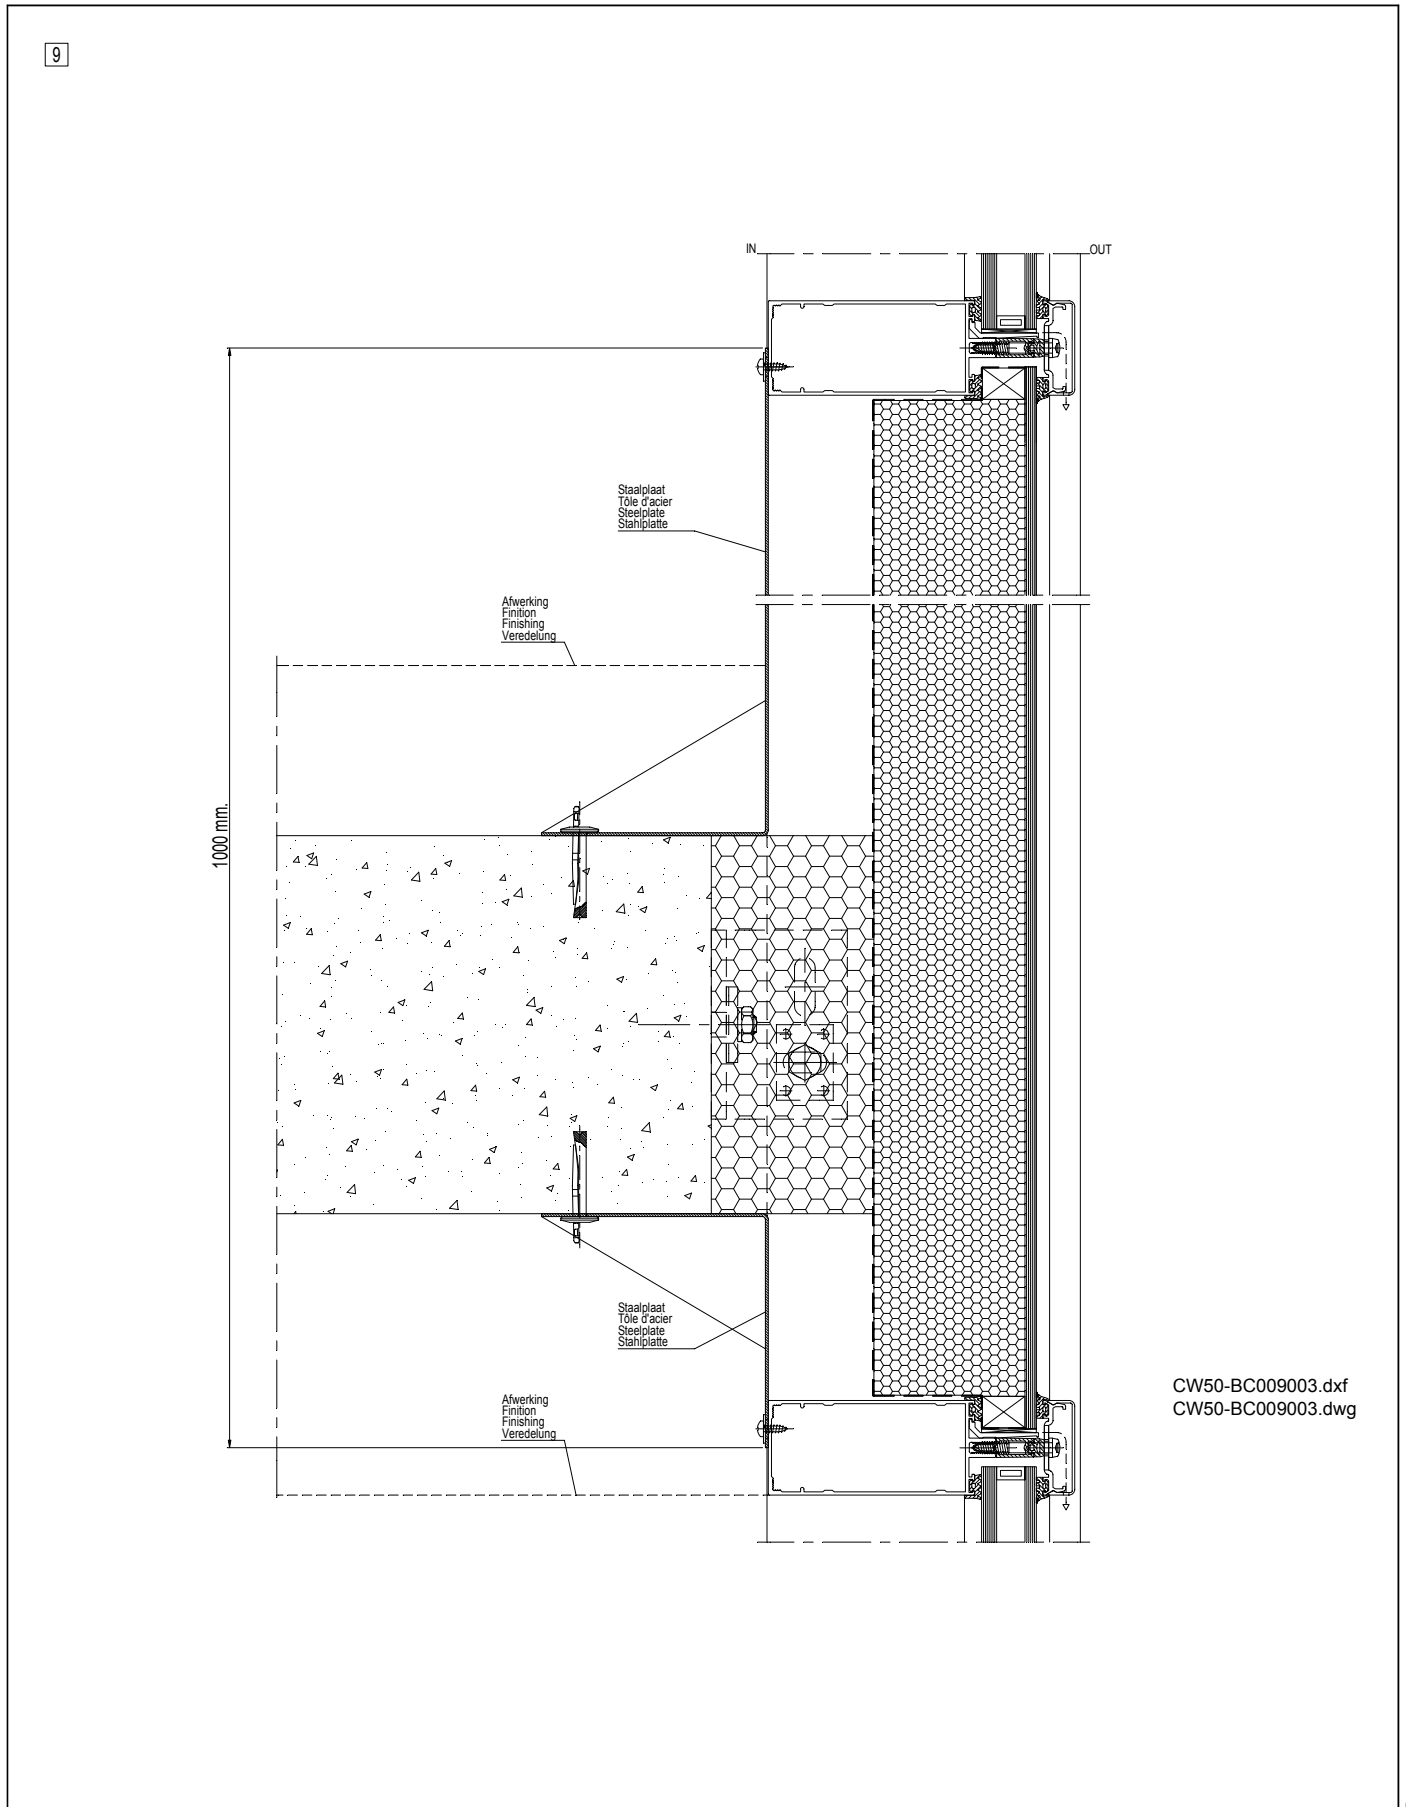 9
IN
OUT
Staalplaat
Tôle d'acier
Steelplate
Stahlplatte
Afwerking
Finition
Finishing
Veredelung
1000 mm.
Staalplaat
Tôle d'acier
Steelplate
Stahlplatte
CW50-BC009003.dxf
CW50-BC009003.dwg
Afwerking
Finition
Finishing
Veredelung